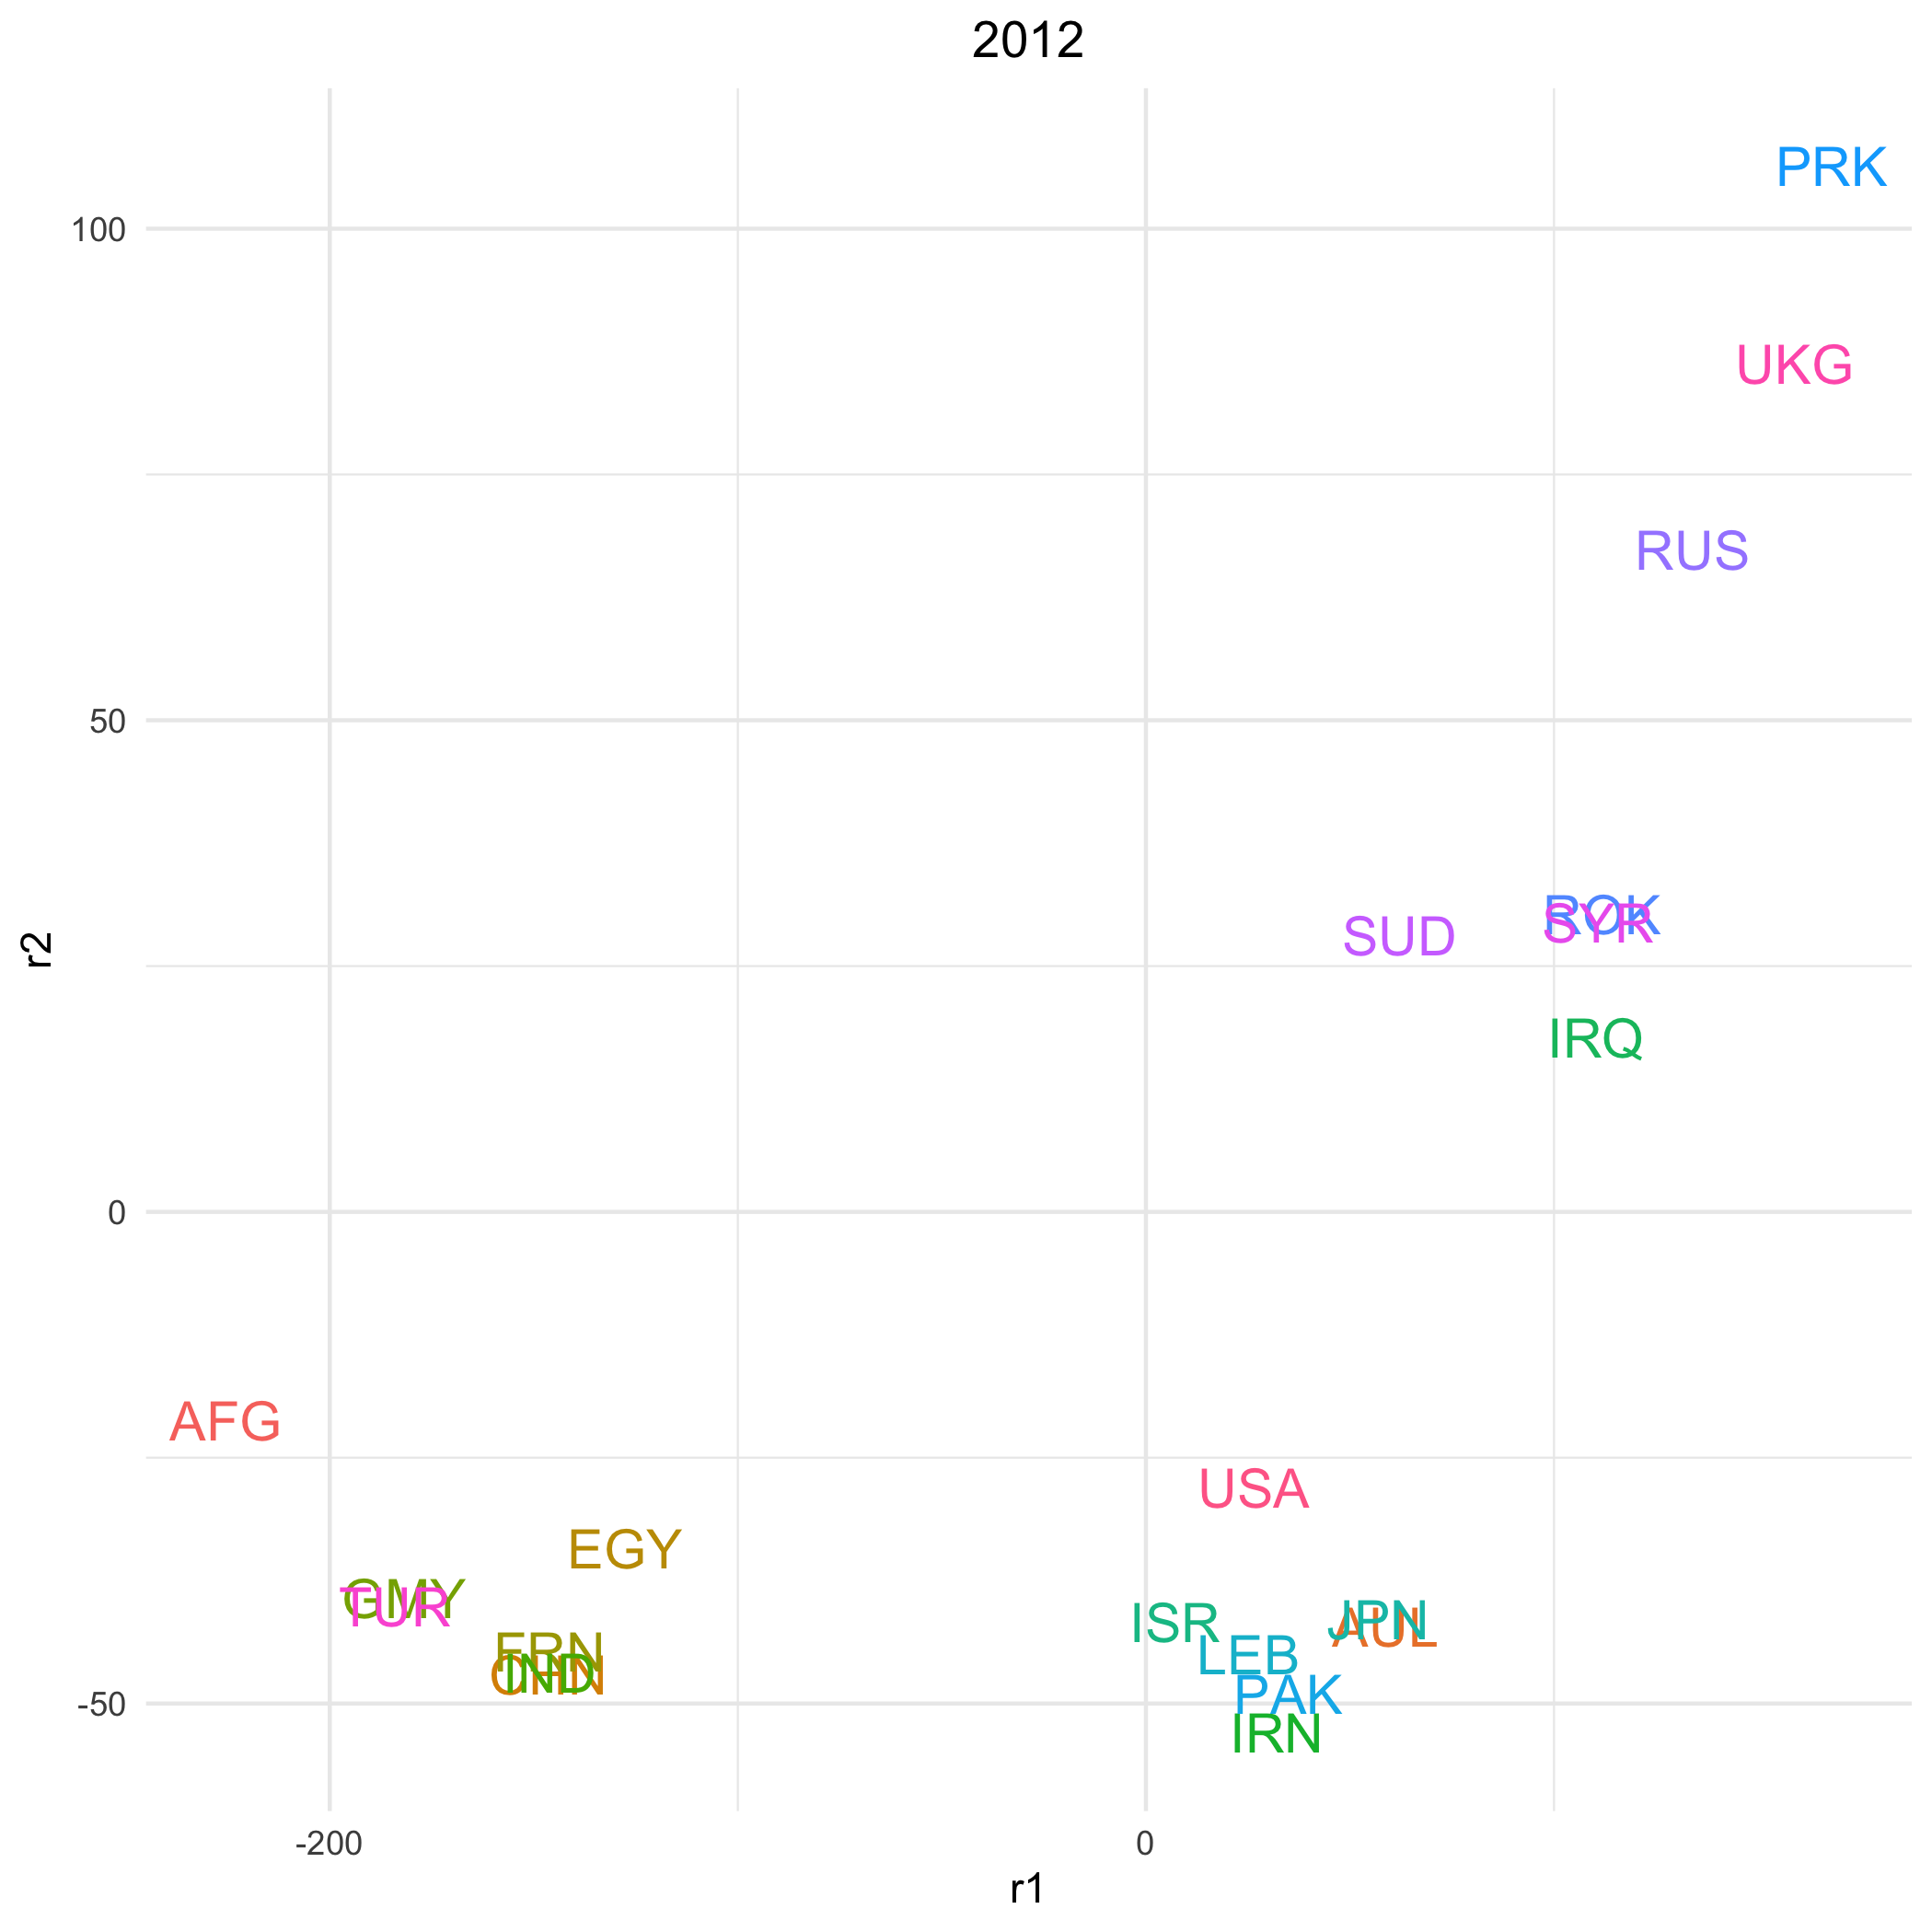 2012
PRK
100
UKG
RUS
50
ROK
SYR
SUD
r2
IRQ
0
AFG
USA
EGY
GMY
TUR
ISR
JPN
AUL
FRN
LEB
IND
CHN
PAK
-50
IRN
-200
0
r1